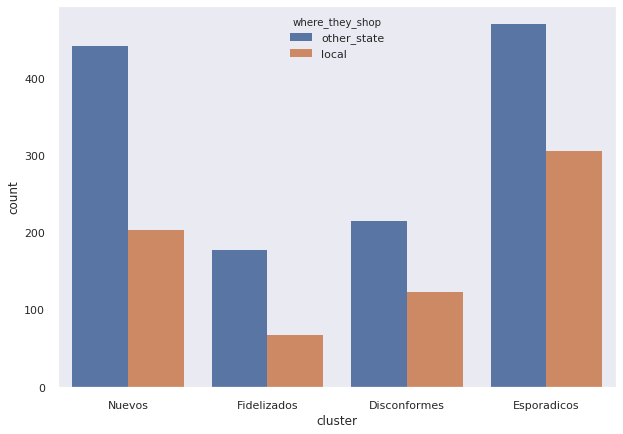 where_they_shop
other_state
local
count
400
300
200
100
0
Nuevos
Fidelizados
Disconformes
Esporadicos
cluster